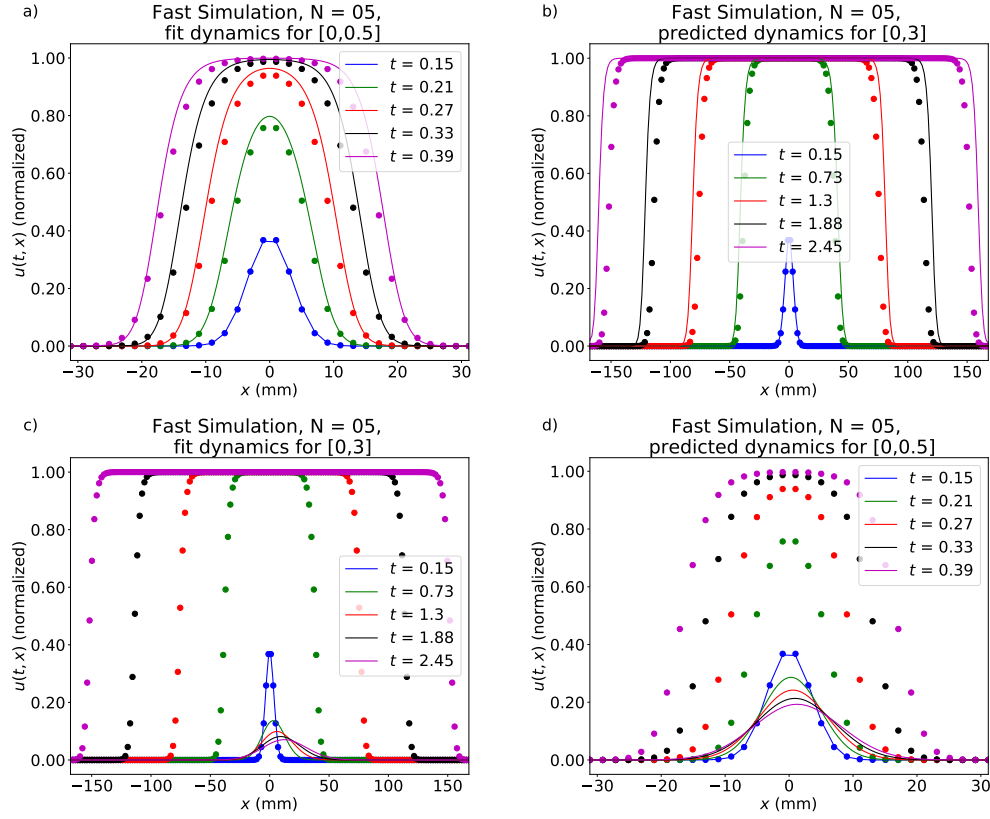 a)
Fast Simulation, N = 05,
fit dynamics for [0,0.5]
1.00
0.80
0.60
0.40
0.20
0.00
u(t, x) (normalized)
t = 0.15
t = 0.21
t = 0.27
t = 0.33
t = 0.39
−30 −20 −10 0 10 20 30
x (mm)
b)
Fast Simulation, N = 05,
predicted dynamics for [0,3]
1.00
0.80
0.60
0.40
0.20
0.00
u(t, x) (normalized)
t = 0.15
t = 0.73
t = 1.3
t = 1.88
t = 2.45
−150 −100 −50 0 50 100 150
x (mm)
c)
Fast Simulation, N = 05,
fit dynamics for [0,3]
1.00
0.80
0.60
0.40
0.20
0.00
u(t, x) (normalized)
t = 0.15
t = 0.73
t = 1.3
t = 1.88
t = 2.45
−150 −100 −50 0 50 100 150
x (mm)
d)
Fast Simulation, N = 05,
predicted dynamics for [0,0.5]
1.00
0.80
0.60
0.40
0.20
0.00
u(t, x) (normalized)
t = 0.15
t = 0.21
t = 0.27
t = 0.33
t = 0.39
−30 −20 −10 0 10 20 30
x (mm)